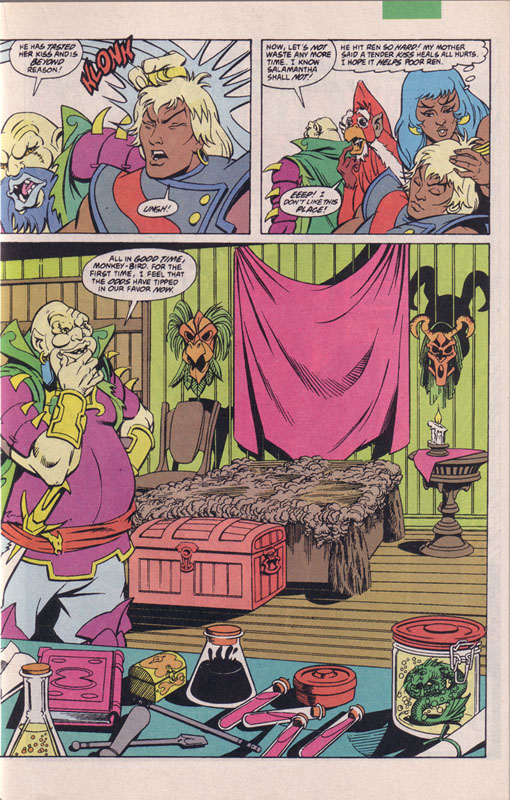 HE HAS TASTED
HER KISS AND IS
BEYOND
REASON!
KLONK
UNGH!
NOW, LET'S NOT
WASTE ANY MORE
TIME. I KNOW
SALAMANTHA
SHALL NOT!
HE HIT REN SO HARD! MY MOTHER
SAID A TENDER KISS HEALS ALL HURTS.
I HOPE IT HELPS POOR REN.
EEEP! I
DON'T LIKE THIS
PLACE!
ALL IN GOOD TIME,
MONKEY-BIRD. FOR THE
FIRST TIME, I FEEL THAT
THE ODDS HAVE TIPPED
IN OUR FAVOR NOW.